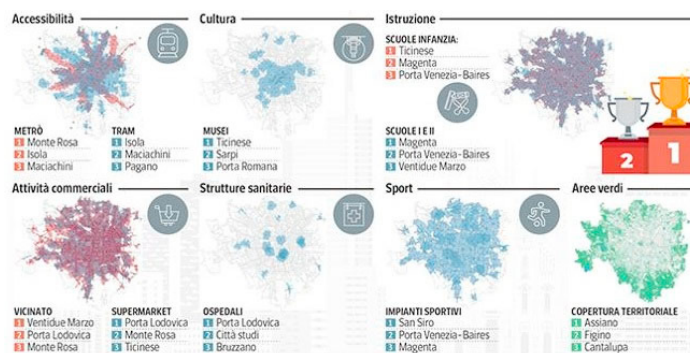 Accessibilità
METRÒ
1 Monte Rosa
2 Isola
3 Maciachini
TRAM
1 Isola
2 Maciachini
3 Pagano
Cultura
MUSEI
1 Ticinese
2 Sarpi
3 Porta Romana
Istruzione
SCUOLE INFANZIA:
1 Ticinese
2 Magenta
3 Porta Venezia-Baires
SCUOLE I E II
1 Magenta
2 Porta Venezia-Baires
3 Ventidue Marzo
2
1
Attività commerciali
VICINATO
1 Ventidue Marzo
2 Porta Lodovica
3 Monte Rosa
SUPERMARKET
1 Porta Lodovica
2 Monte Rosa
3 Ticinese
Strutture sanitarie
OSPEDALI
1 Porta Lodovica
2 Città studi
3 Bruzzano
Sport
IMPIANTI SPORTIVI
1 San Siro
2 Porta Venezia-Baires
3 Magenta
Aree verdi
COPERTURA TERRITORIALE
1 Assiano
2 Figino
3 Cantalupa